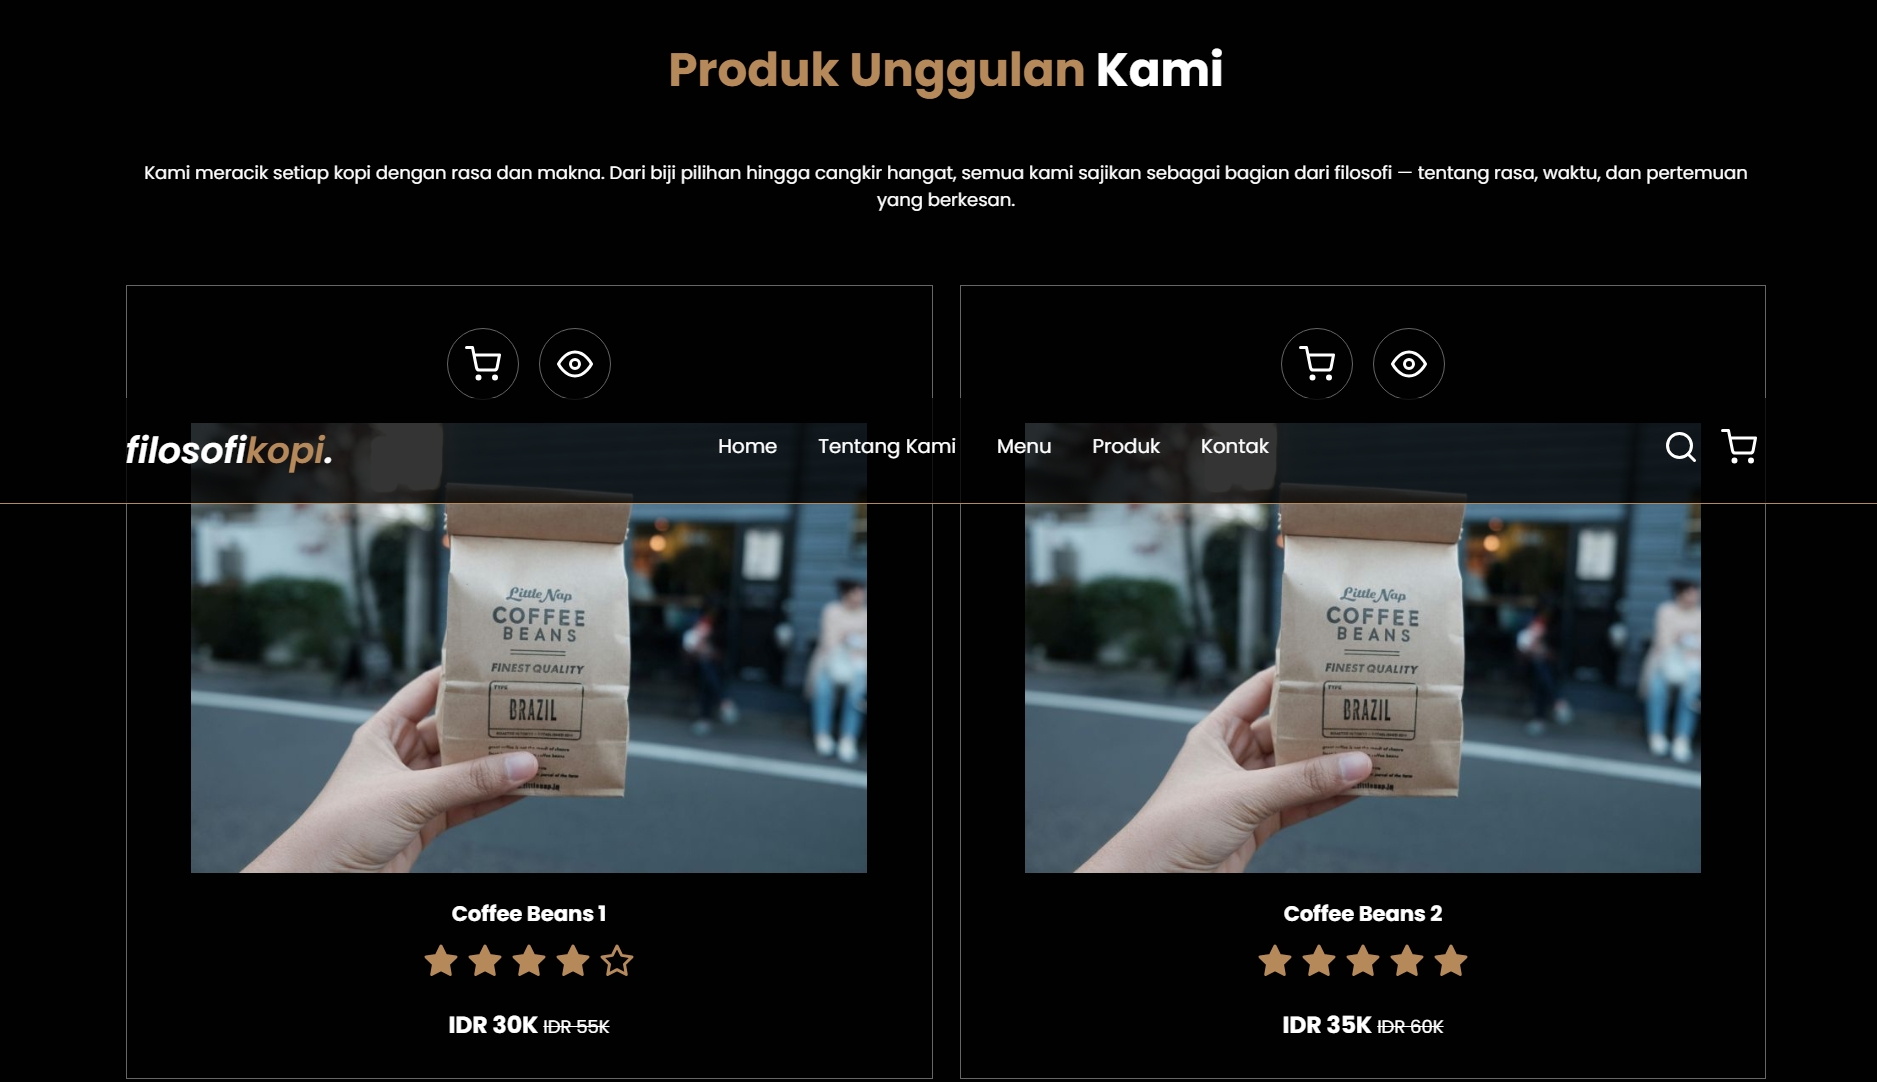 Produk Unggulan Kami
Kami meracik setiap kopi dengan rasa dan makna. Dari biji pilihan hingga cangkir hangat, semua kami sajikan sebagai bagian dari filosofi — tentang rasa, waktu, dan pertemuan
yang berkesan.
filosofikopi. Home Tentang Kami Menu Produk Kontak
Little Nap
COFFEE
BEANS
FINEST QUALITY
TYPE
BRAZIL
Little Nap
COFFEE
BEANS
FINEST QUALITY
TYPE
BRAZIL
Coffee Beans 1
IDR 30K IDR 55K
Coffee Beans 2
IDR 35K IDR 60K